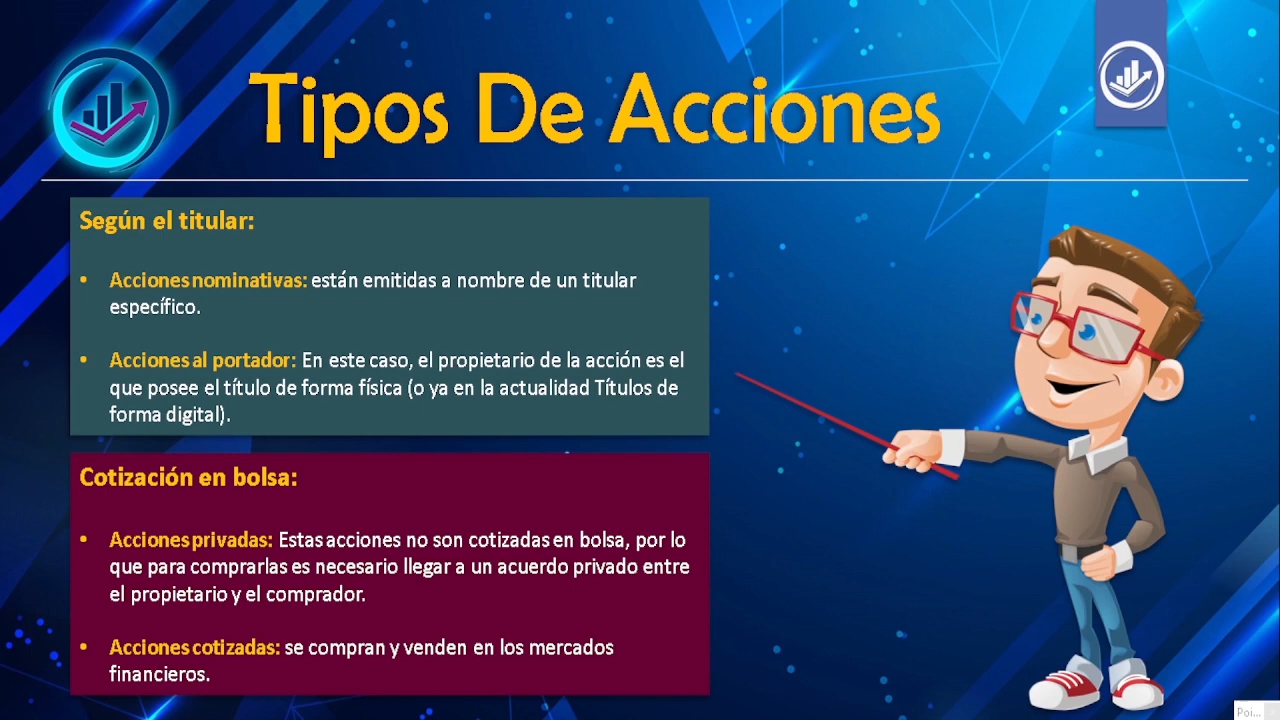 Tipos De Acciones
Según el titular:
• Acciones nominativas: están emitidas a nombre de un titular
específico.
• Acciones al portador: En este caso, el propietario de la acción es el
que posee el título de forma física (o ya en la actualidad Títulos de
forma digital).
Cotización en bolsa:
• Acciones privadas: Estas acciones no son cotizadas en bolsa, por lo
que para comprarlas es necesario llegar a un acuerdo privado entre
el propietario y el comprador.
• Acciones cotizadas: se compran y venden en los mercados
financieros.
Poi...